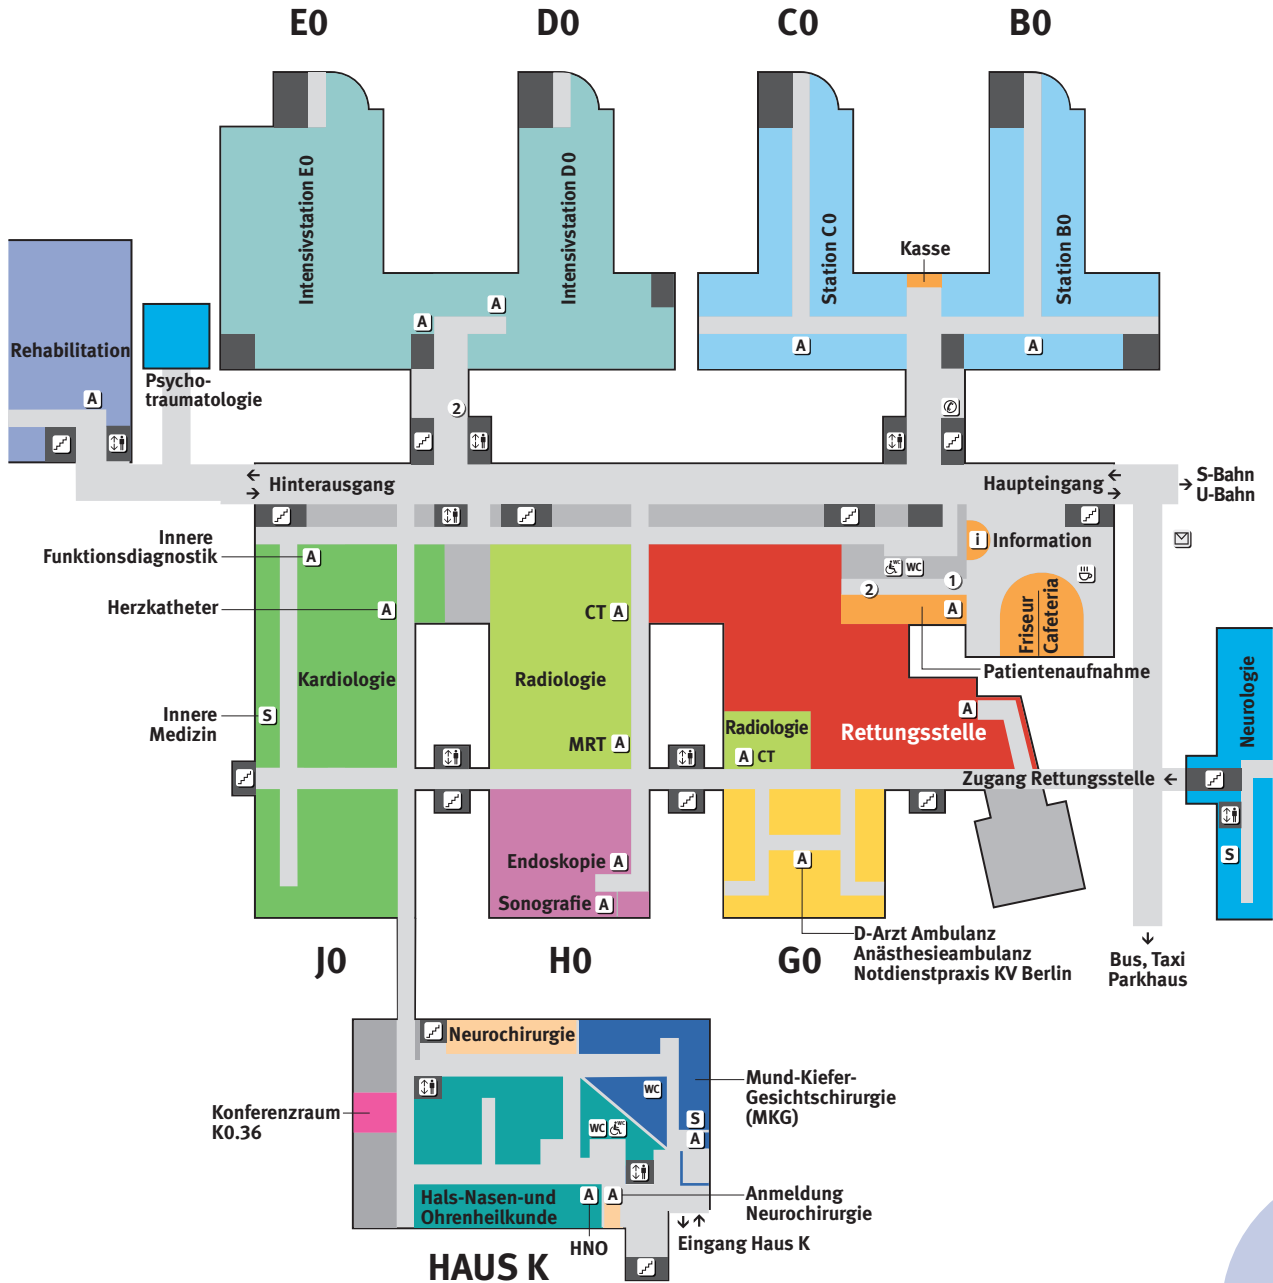 E0
D0
C0
B0
Intensivstation E0
Intensivstation D0
Station C0
Station B0
Kasse
A
A
A
A
Rehabilitation
A
Psycho-
traumatologie
2
Hinterausgang
Haupteingang
S-Bahn
U-Bahn
Innere
Funktionsdiagnostik
A
i
Information
WC
WC
1
2
Herzkatheter
A
CT A
A
Friseur
Cafeteria
Patientenaufnahme
Kardiologie
Radiologie
Innere
Medizin
S
A
Radiologie
Rettungsstelle
MRT A
A CT
Neurologie
Zugang Rettungsstelle
S
Endoskopie A
Sonografie A
A
D-Arzt Ambulanz
Anästhesieambulanz
Notdienstpraxis KV Berlin
Bus, Taxi
Parkhaus
J0
H0
G0
Neurochirurgie
WC
Mund-Kiefer-
Gesichtschirurgie
(MKG)
Konferenzraum
K0.36
S
WC
WC
A
Hals-Nasen-und
Ohrenheilkunde
A
A
Anmeldung
Neurochirurgie
HNO
Eingang Haus K
HAUS K